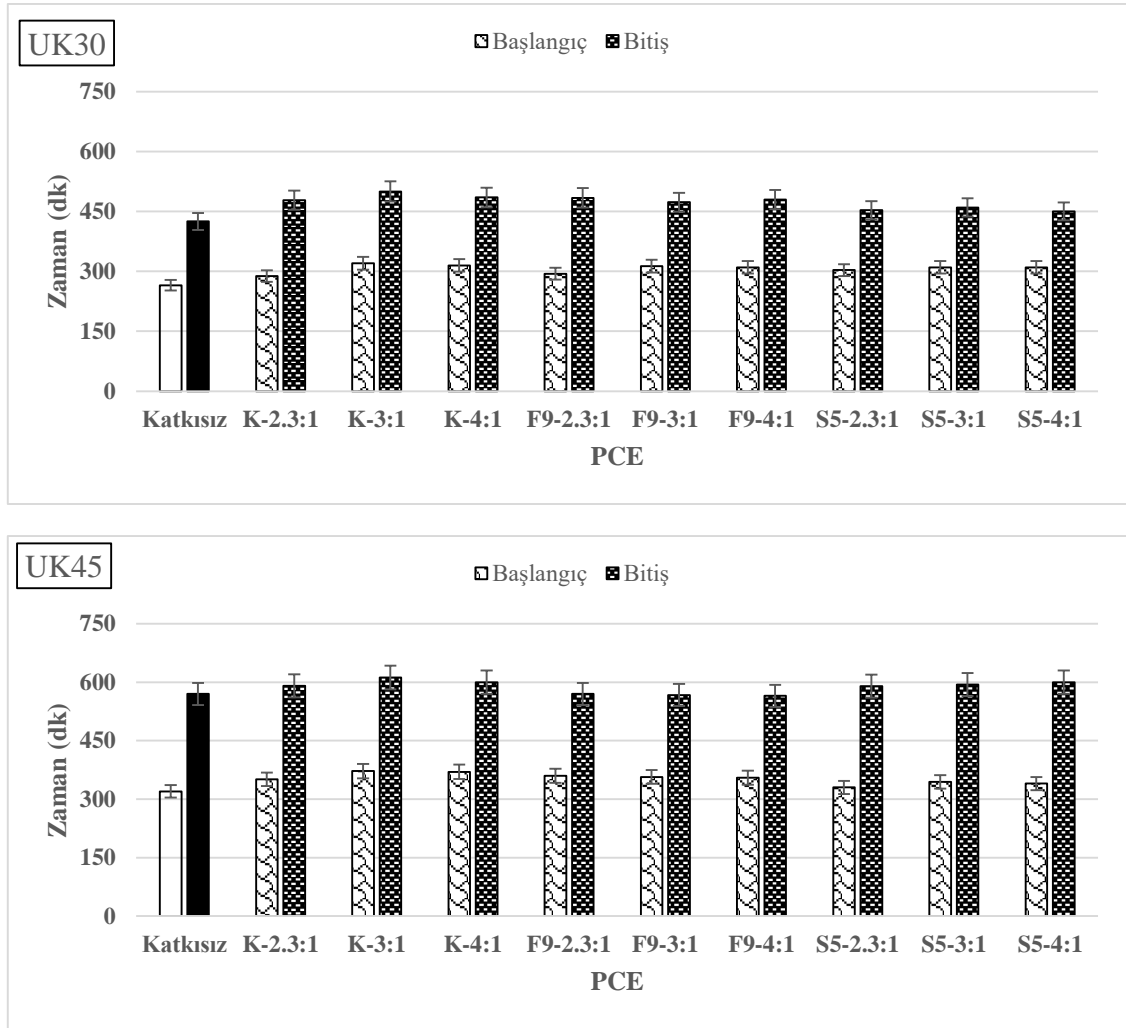 UK30
Başlangıç Bitiş
750
600
450
300
150
0
Zaman (dk)
Katkısız K-2.3:1 K-3:1 K-4:1 F9-2.3:1 F9-3:1 F9-4:1 S5-2.3:1 S5-3:1 S5-4:1
PCE
UK45
Başlangıç Bitiş
750
600
450
300
150
0
Zaman (dk)
Katkısız K-2.3:1 K-3:1 K-4:1 F9-2.3:1 F9-3:1 F9-4:1 S5-2.3:1 S5-3:1 S5-4:1
PCE